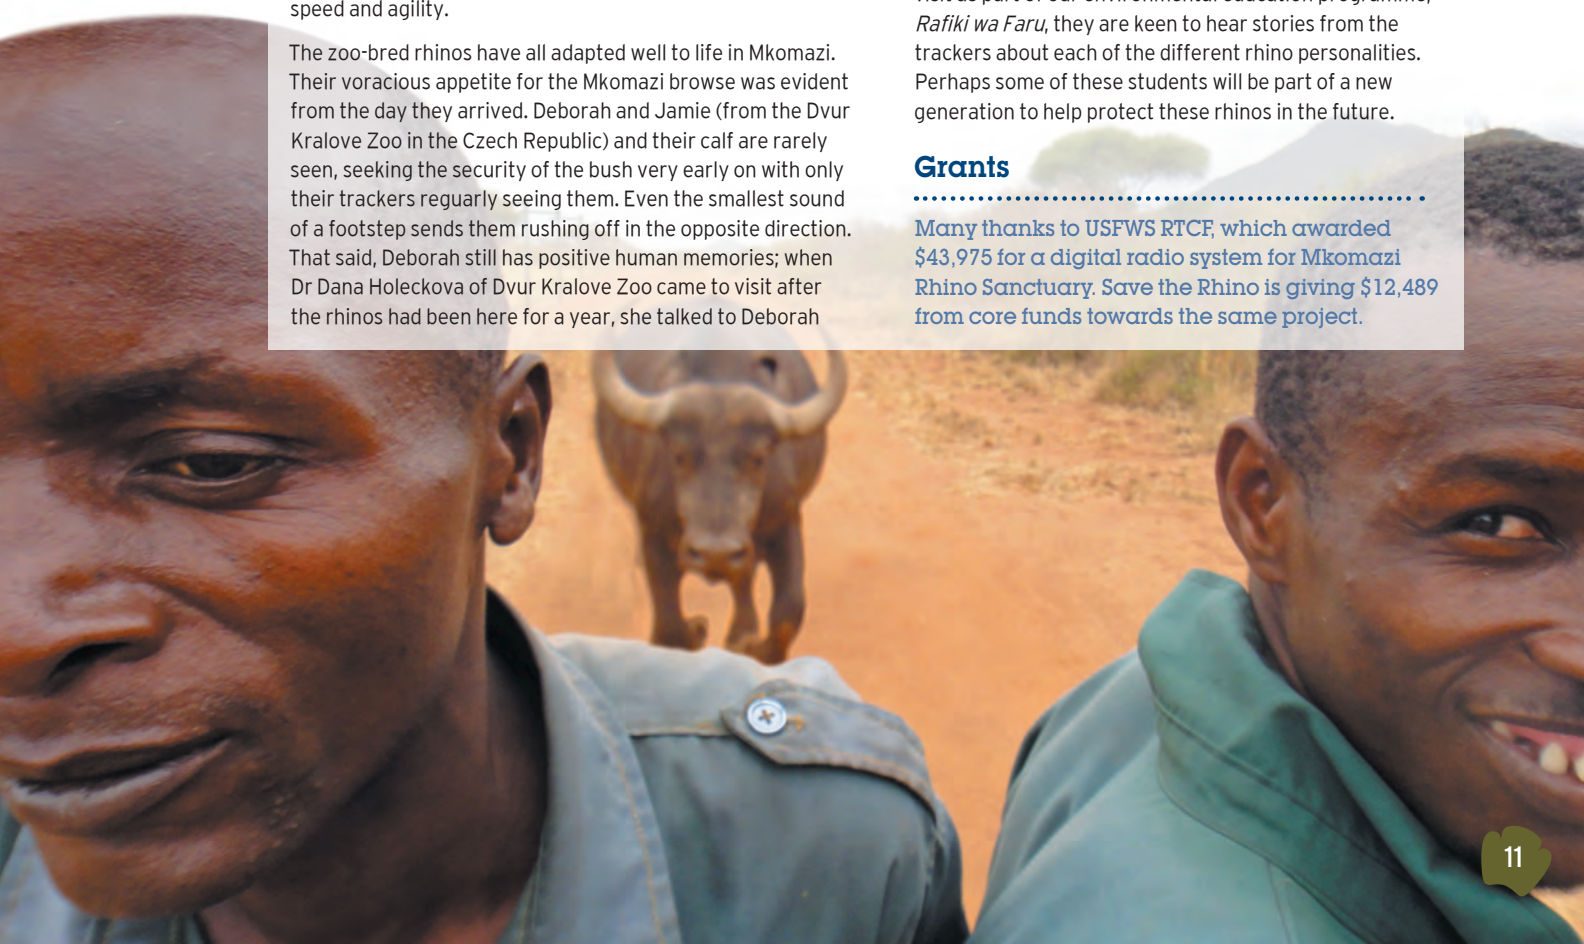 speed and agility.
The zoo-bred rhinos have all adapted well to life in Mkomazi.
Their voracious appetite for the Mkomazi browse was evident
from the day they arrived. Deborah and Jamie (from the Dvur
Kralove Zoo in the Czech Republic) and their calf are rarely
seen, seeking the security of the bush very early on with only
their trackers reguarly seeing them. Even the smallest sound
of a footstep sends them rushing off in the opposite direction.
That said, Deborah still has positive human memories; when
Dr Dana Holeckova of Dvur Kralove Zoo came to visit after
the rhinos had been here for a year, she talked to Deborah
visit as part of our environmental education programme,
Rafiki wa Faru, they are keen to hear stories from the
trackers about each of the different rhino personalities.
Perhaps some of these students will be part of a new
generation to help protect these rhinos in the future.
Grants
Many thanks to USFWS RTCF, which awarded
$43,975 for a digital radio system for Mkomazi
Rhino Sanctuary. Save the Rhino is giving $12,489
from core funds towards the same project.
11